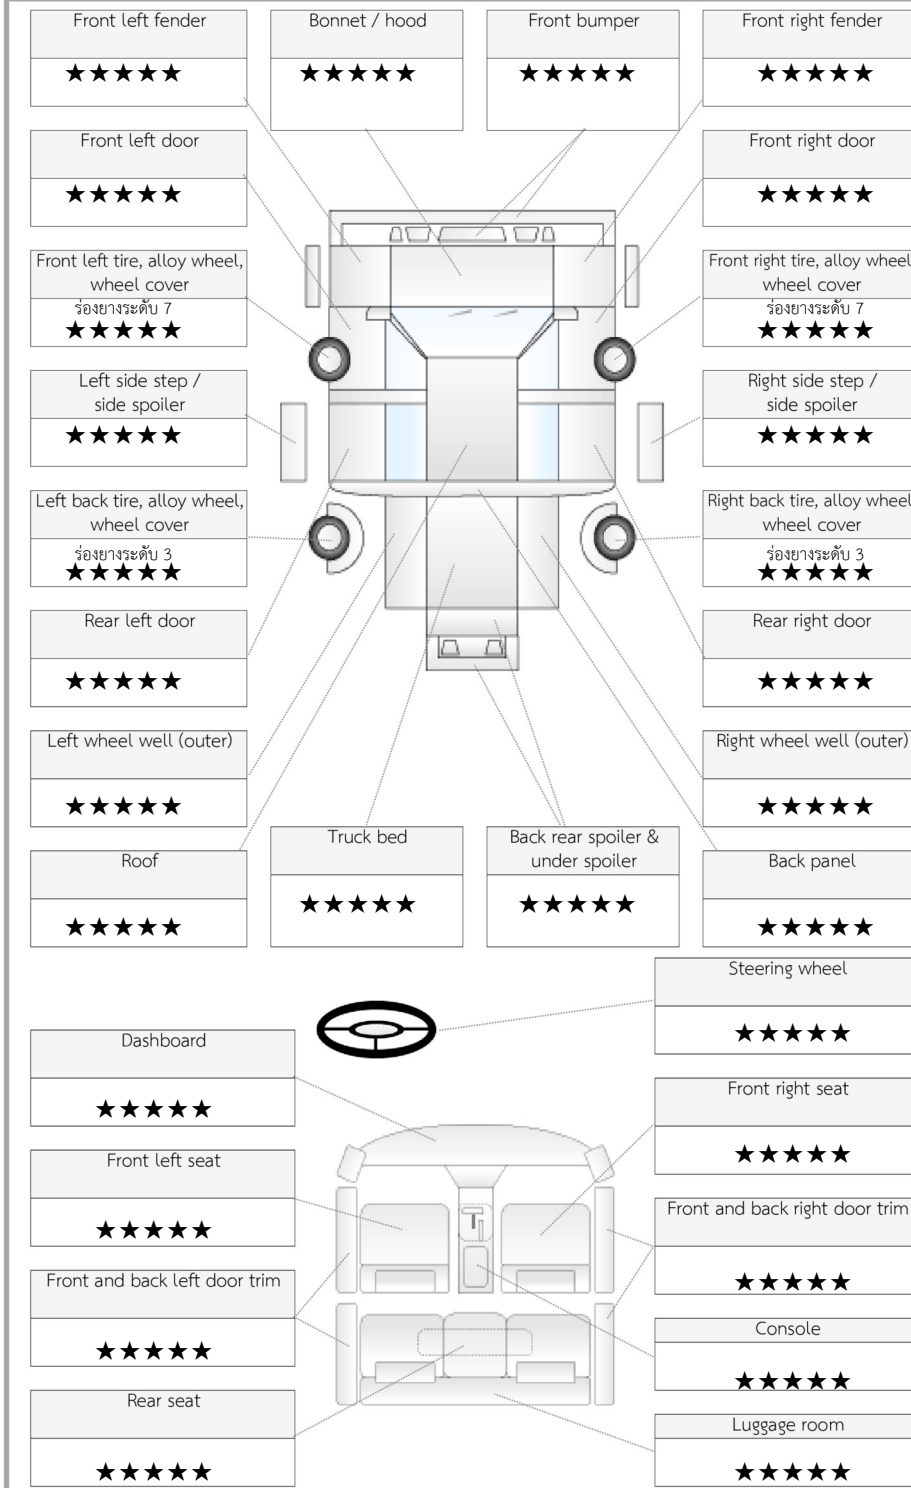 Front left fender
★★★★★
Bonnet / hood
★★★★★
Front bumper
★★★★★
Front right fender
★★★★★
Front left door
★★★★★
Front right door
★★★★★
Front left tire, alloy wheel,
wheel cover
ร่องยางระดับ 7
★★★★★
Front right tire, alloy wheel
wheel cover
ร่องยางระดับ 7
★★★★★
Left side step /
side spoiler
★★★★★
Right side step /
side spoiler
★★★★★
Left back tire, alloy wheel,
wheel cover
ร่องยางระดับ 3
★★★★★
Right back tire, alloy wheel
wheel cover
ร่องยางระดับ 3
★★★★★
Rear left door
★★★★★
Rear right door
★★★★★
Left wheel well (outer)
★★★★★
Right wheel well (outer)
★★★★★
Roof
★★★★★
Truck bed
★★★★★
Back rear spoiler &
under spoiler
★★★★★
Back panel
★★★★★
Steering wheel
★★★★★
Dashboard
★★★★★
Front right seat
★★★★★
Front left seat
★★★★★
Front and back right door trim
★★★★★
Front and back left door trim
★★★★★
Console
★★★★★
Rear seat
★★★★★
Luggage room
★★★★★